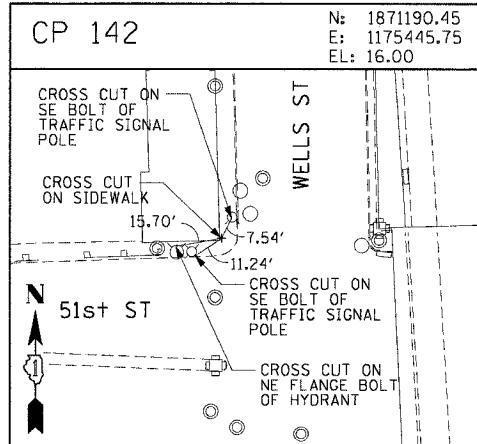 CP 142
N: 1871190.45
E: 1175445.75
EL: 16.00
CROSS CUT ON
SE BOLT OF
TRAFFIC SIGNAL
POLE
WELLS ST
CROSS CUT
ON SIDEWALK
15.70'
7.54'
11.24'
CROSS CUT ON
SE BOLT OF
TRAFFIC SIGNAL
POLE
N
51st ST
1
CROSS CUT ON
NE FLANGE BOLT
OF HYDRANT